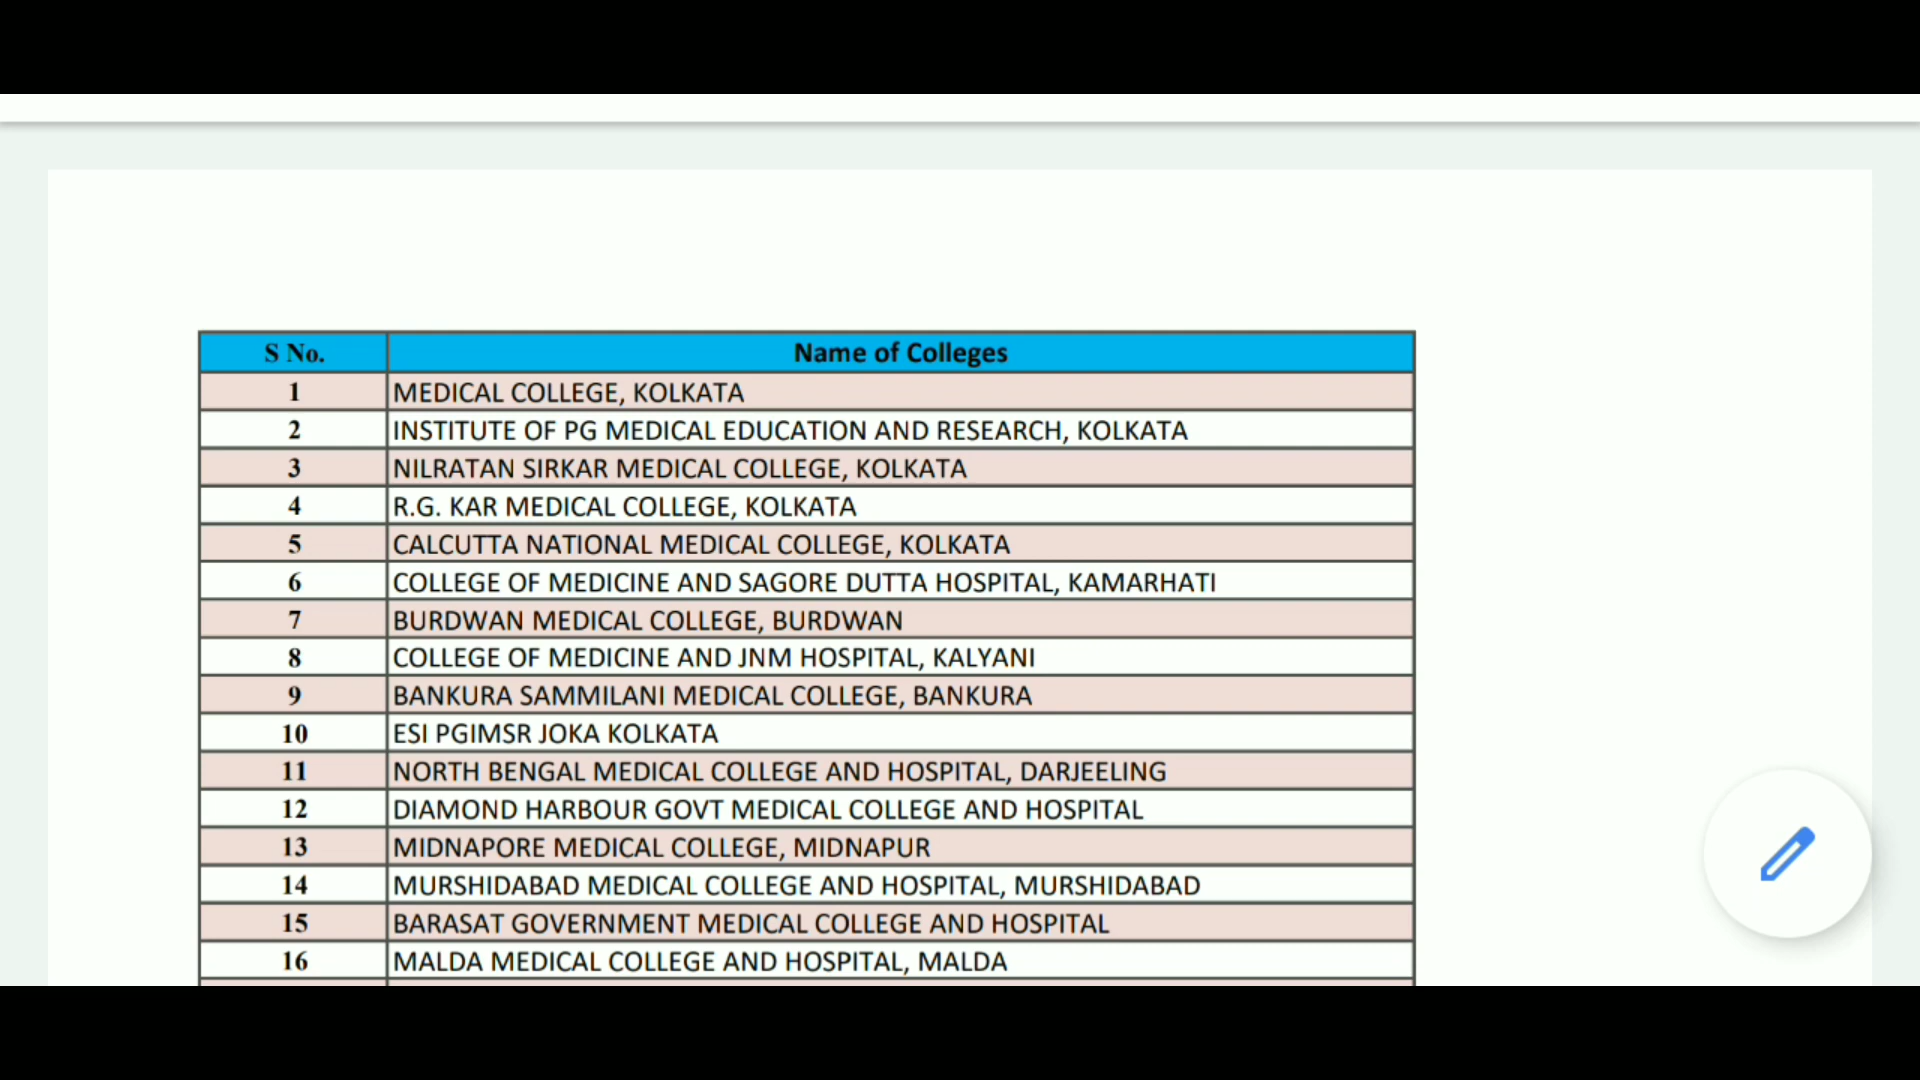 S No. Name of Colleges
1 MEDICAL COLLEGE, KOLKATA
2 INSTITUTE OF PG MEDICAL EDUCATION AND RESEARCH, KOLKATA
3 NILRATAN SIRKAR MEDICAL COLLEGE, KOLKATA
4 R.G. KAR MEDICAL COLLEGE, KOLKATA
5 CALCUTTA NATIONAL MEDICAL COLLEGE, KOLKATA
6 COLLEGE OF MEDICINE AND SAGORE DUTTA HOSPITAL, KAMARHATI
7 BURDWAN MEDICAL COLLEGE, BURDWAN
8 COLLEGE OF MEDICINE AND JNM HOSPITAL, KALYANI
9 BANKURA SAMMILANI MEDICAL COLLEGE, BANKURA
10 ESI PGIMSR JOKA KOLKATA
11 NORTH BENGAL MEDICAL COLLEGE AND HOSPITAL, DARJEELING
12 DIAMOND HARBOUR GOVT MEDICAL COLLEGE AND HOSPITAL
13 MIDNAPORE MEDICAL COLLEGE, MIDNAPUR
14 MURSHIDABAD MEDICAL COLLEGE AND HOSPITAL, MURSHIDABAD
15 BARASAT GOVERNMENT MEDICAL COLLEGE AND HOSPITAL
16 MALDA MEDICAL COLLEGE AND HOSPITAL, MALDA